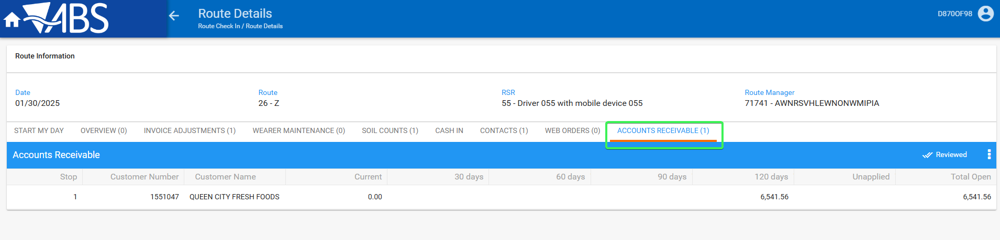 ABS
Route Details
Route Check In / Route Details
D870OF98
Route Information
Date
Route
RSR
Route Manager
01/30/2025
26 - Z
55 - Driver 055 with mobile device 055
71741 - AWNRSVHLEWNONWMIPIA
START MY DAY
OVERVIEW (0)
INVOICE ADJUSTMENTS (1)
WEARER MAINTENANCE (0)
SOIL COUNTS (1)
CASH IN
CONTACTS (1)
WEB ORDERS (0)
ACCOUNTS RECEIVABLE (1)
Accounts Receivable
Reviewed
Stop
Customer Number
Customer Name
Current
30 days
60 days
90 days
120 days
Unapplied
Total Open
1
1551047
QUEEN CITY FRESH FOODS
0.00
6,541.56
6,541.56